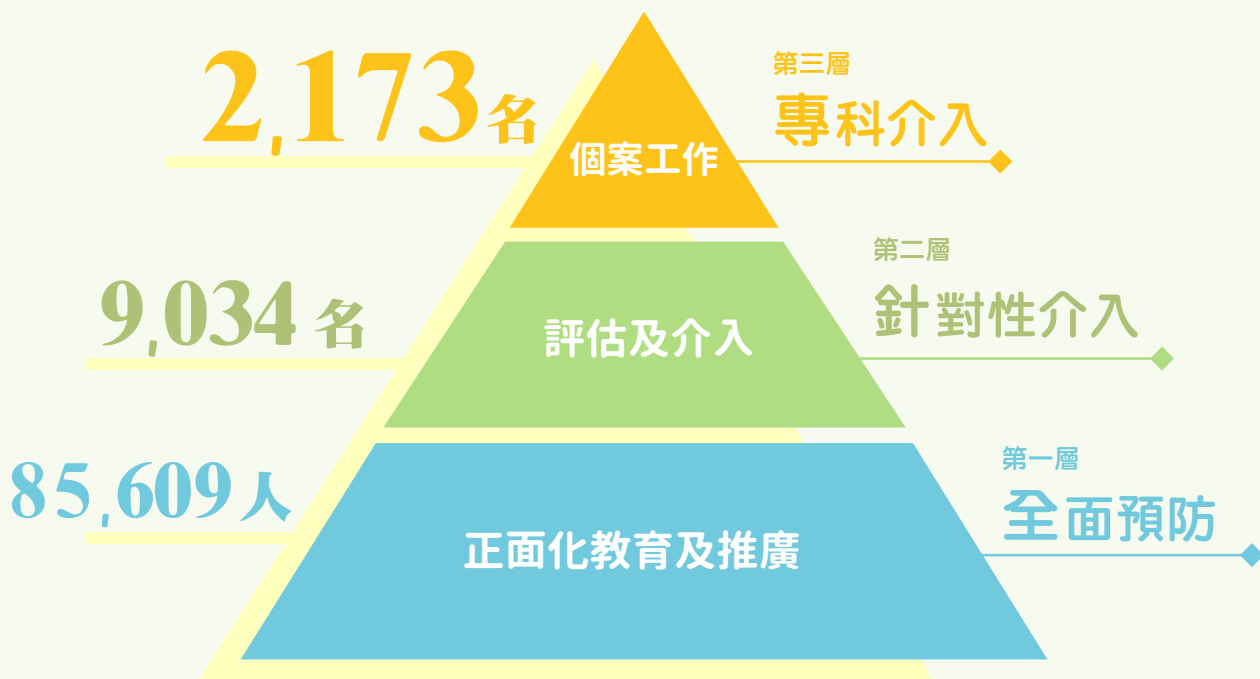 2,173名
個案工作
第三層
專科介入
9,034 名
評估及介入
第二層
針對性介入
85,609人
正面化教育及推廣
第一層
全面預防